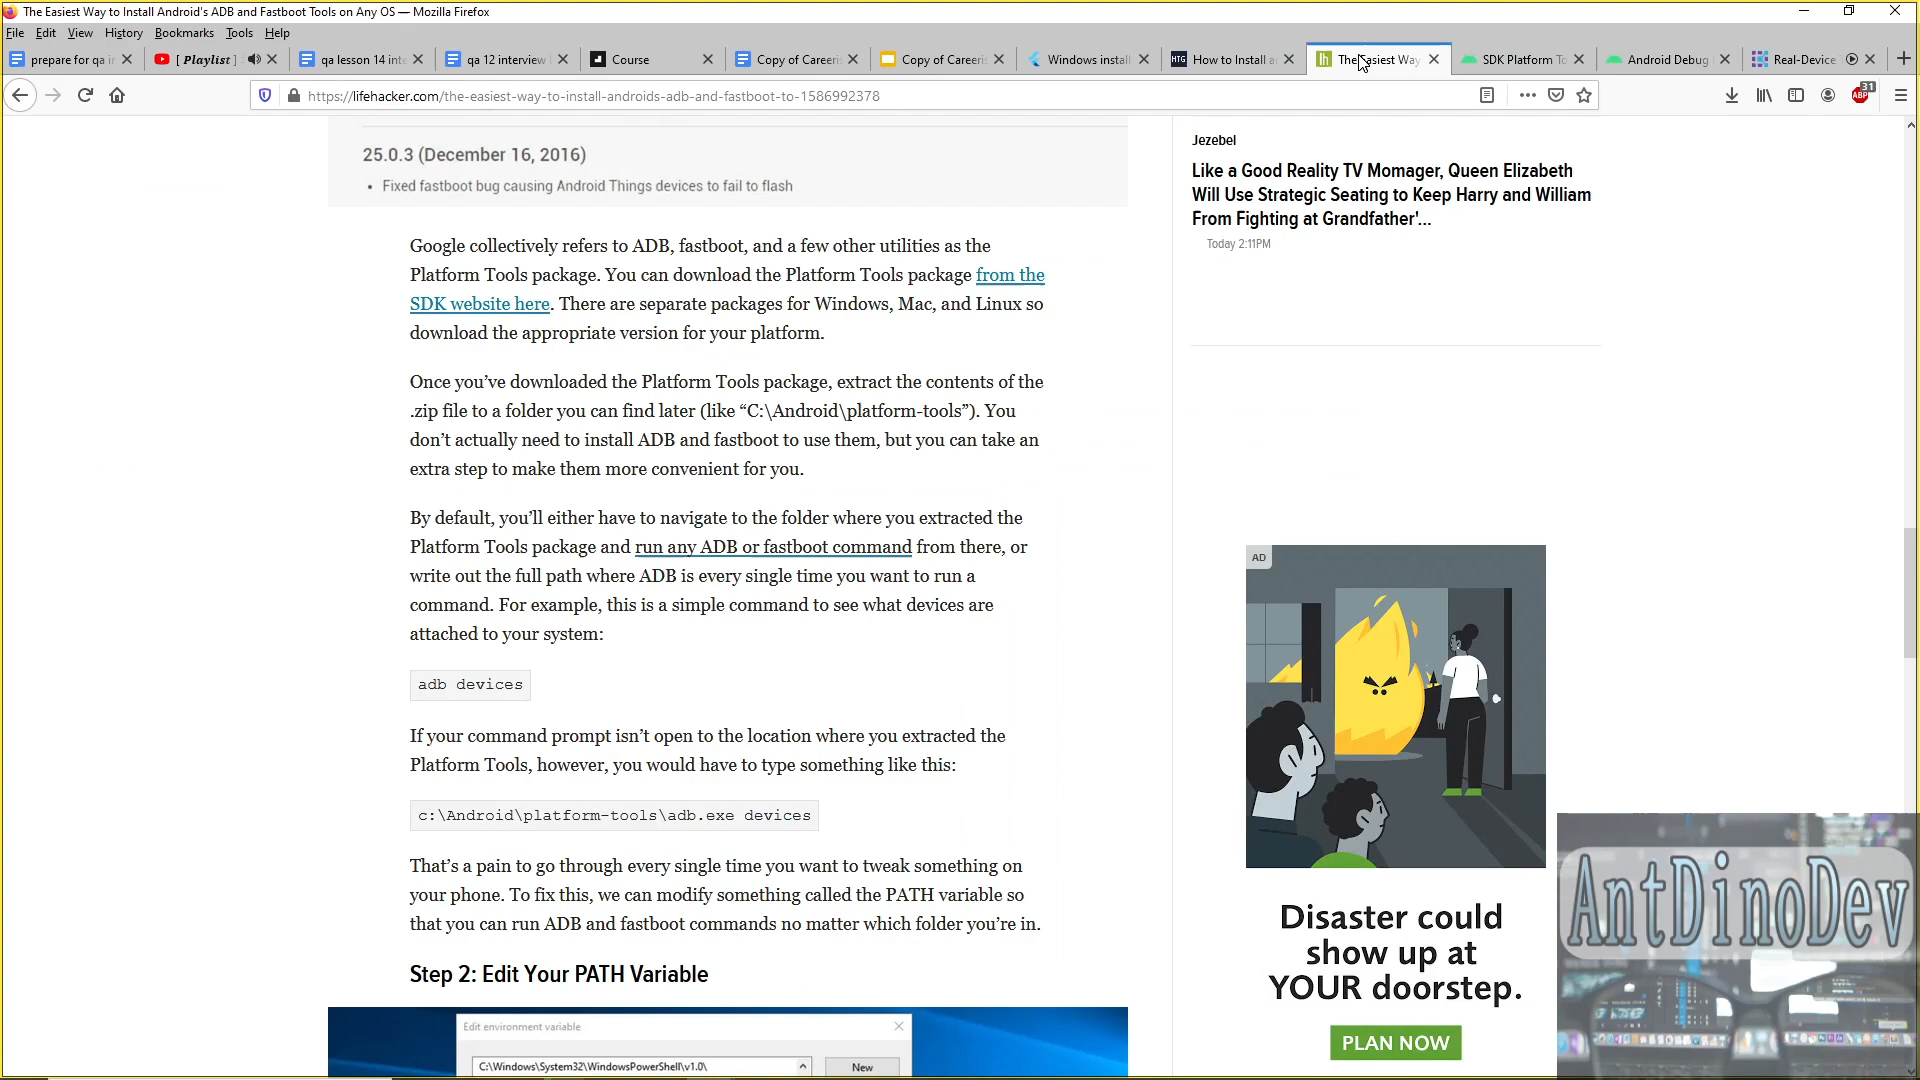 The Easiest Way to Install Android's ADB and Fastboot Tools on Any OS — Mozilla Firefox
File Edit View History Bookmarks Tools Help
prepare for qa in
[ Playlist ]
qa lesson 14 inte
qa 12 interview
Course
Copy of Careeris
Copy of Careeris
Windows install
HTG How to Install a
The Easiest Way
SDK Platform To
Android Debug
Real-Device
https://lifehacker.com/the-easiest-way-to-install-androids-adb-and-fastboot-to-1586992378
ABP 31
25.0.3 (December 16, 2016)
• Fixed fastboot bug causing Android Things devices to fail to flash
Google collectively refers to ADB, fastboot, and a few other utilities as the
Platform Tools package. You can download the Platform Tools package from the
SDK website here. There are separate packages for Windows, Mac, and Linux so
download the appropriate version for your platform.
Once you’ve downloaded the Platform Tools package, extract the contents of the
.zip file to a folder you can find later (like “C:\Android\platform-tools”). You
don’t actually need to install ADB and fastboot to use them, but you can take an
extra step to make them more convenient for you.
By default, you’ll either have to navigate to the folder where you extracted the
Platform Tools package and run any ADB or fastboot command from there, or
write out the full path where ADB is every single time you want to run a
command. For example, this is a simple command to see what devices are
attached to your system:
adb devices
If your command prompt isn’t open to the location where you extracted the
Platform Tools, however, you would have to type something like this:
c:\Android\platform-tools\adb.exe devices
That’s a pain to go through every single time you want to tweak something on
your phone. To fix this, we can modify something called the PATH variable so
that you can run ADB and fastboot commands no matter which folder you’re in.
Step 2: Edit Your PATH Variable
Edit environment variable
C:\Windows\System32\WindowsPowerShell\v1.0\
New
Jezebel
Like a Good Reality TV Momager, Queen Elizabeth
Will Use Strategic Seating to Keep Harry and William
From Fighting at Grandfather'...
Today 2:11PM
AD
Disaster could
show up at
YOUR doorstep.
PLAN NOW
AntDinoDev